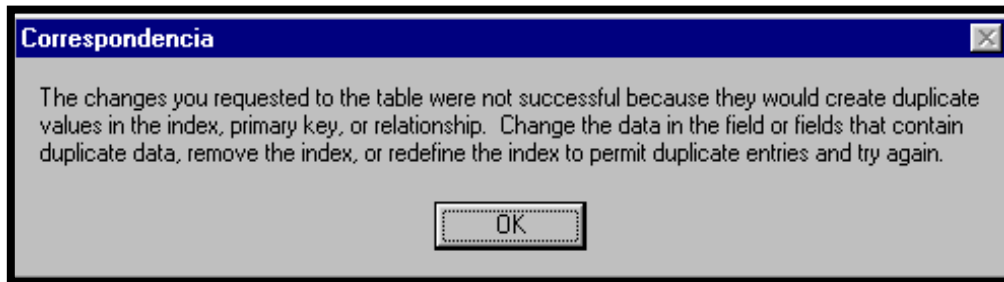 Correspondencia
The changes you requested to the table were not successful because they would create duplicate
values in the index, primary key, or relationship.  Change the data in the field or fields that contain
duplicate data, remove the index, or redefine the index to permit duplicate entries and try again.
OK